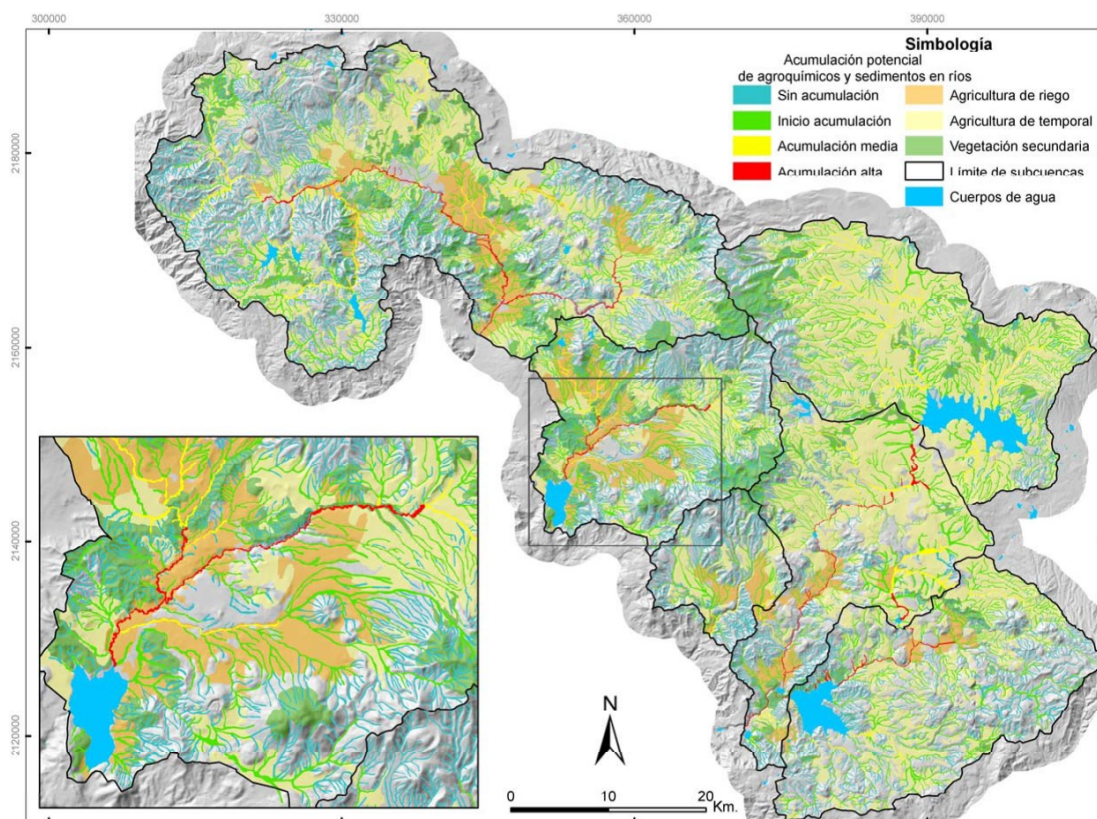 300000 330000 360000 390000
Simbología
Acumulación potencial
de agroquímicos y sedimentos en ríos
Sin acumulación
Inicio acumulación
Acumulación media
Acumulación alta
Agricultura de riego
Agricultura de temporal
Vegetación secundaria
Límite de subcuencas
Cuerpos de agua
2180000
2160000
2140000
2120000
N
0 10 20 Km.